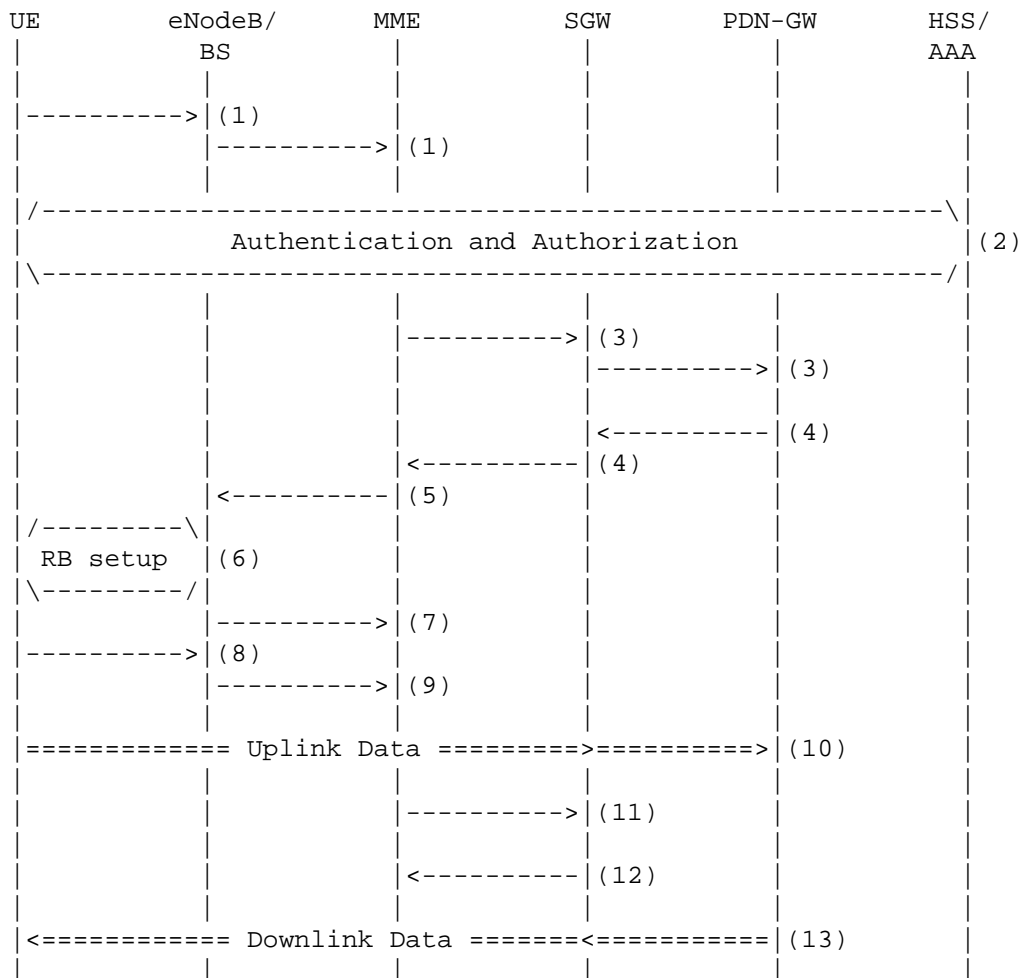 UE eNodeB/ MME SGW PDN-GW HSS/
BS AAA
(1)
(1)
Authentication and Authorization (2)
(3)
(3)
(4)
(4)
(5)
RB setup (6)
(7)
(8)
(9)
Uplink Data (10)
(11)
(12)
Downlink Data (13)